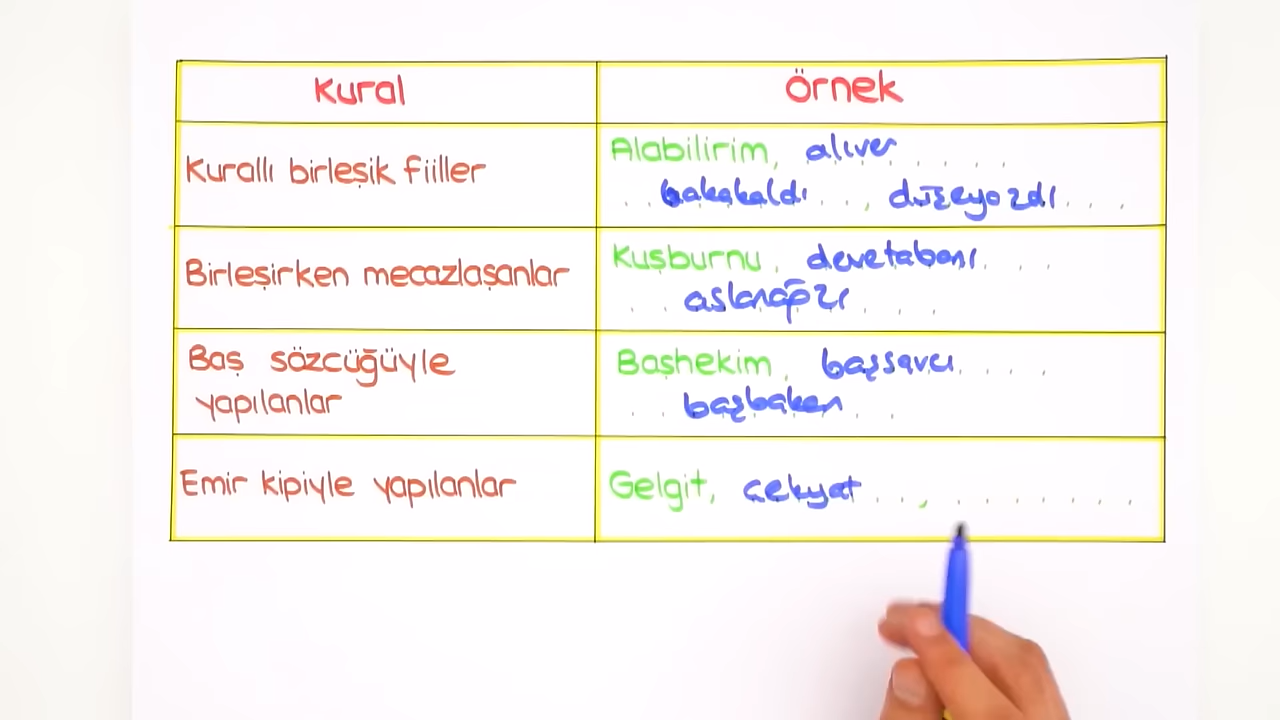 Kural
Örnek
Kurallı birleşik fiiller
Alabilirim, alıver
bakakaldı , düşeyozdı
Birleşirken mecazlaşanlar
Kuşburnu, devetabanı
aslanağzı
Baş sözcüğüyle
yapılanlar
Başhekim, başsavcı
başbakan
Emir kipiyle yapılanlar
Gelgit, çekyat ,